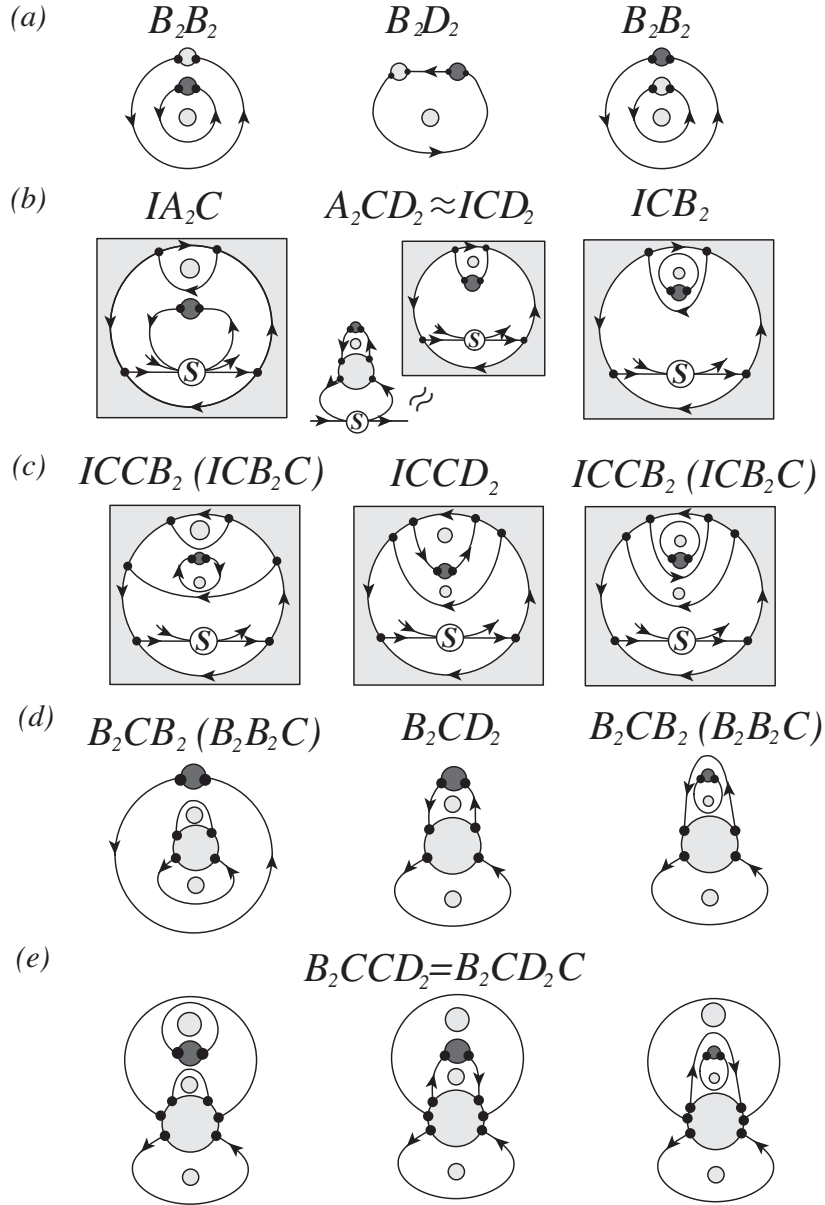 (a)
B₂B₂ B₂D₂ B₂B₂
(b)
IA₂C A₂CD₂≈ICD₂ ICB₂
S S S S
(c)
ICCB₂ (ICB₂C) ICCD₂ ICCB₂ (ICB₂C)
S S S
(d)
B₂CB₂ (B₂B₂C) B₂CD₂ B₂CB₂ (B₂B₂C)
(e)
B₂CCD₂=B₂CD₂C